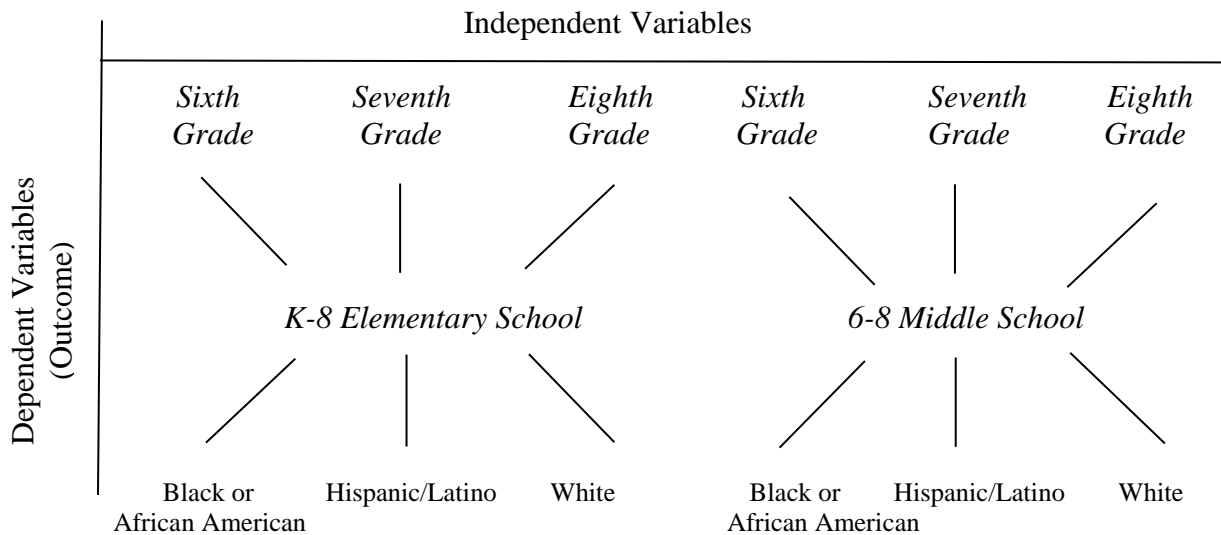 Independent Variables
Sixth Grade
Seventh Grade
Eighth Grade
Sixth Grade
Seventh Grade
Eighth Grade
Dependent Variables
(Outcome)
K-8 Elementary School
6-8 Middle School
Black or
African American
Hispanic/Latino
White
Black or
African American
Hispanic/Latino
White